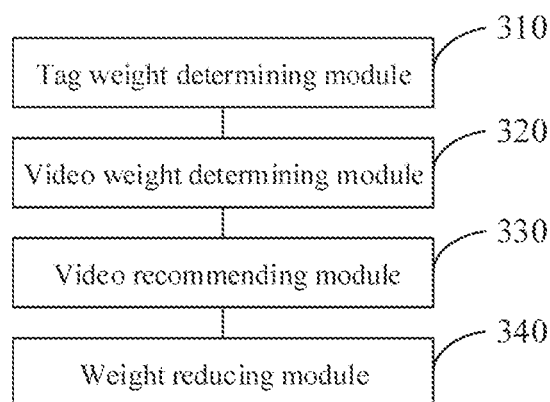 310
Tag weight determining module
320
Video weight determining module
330
Video recommending module
340
Weight reducing module